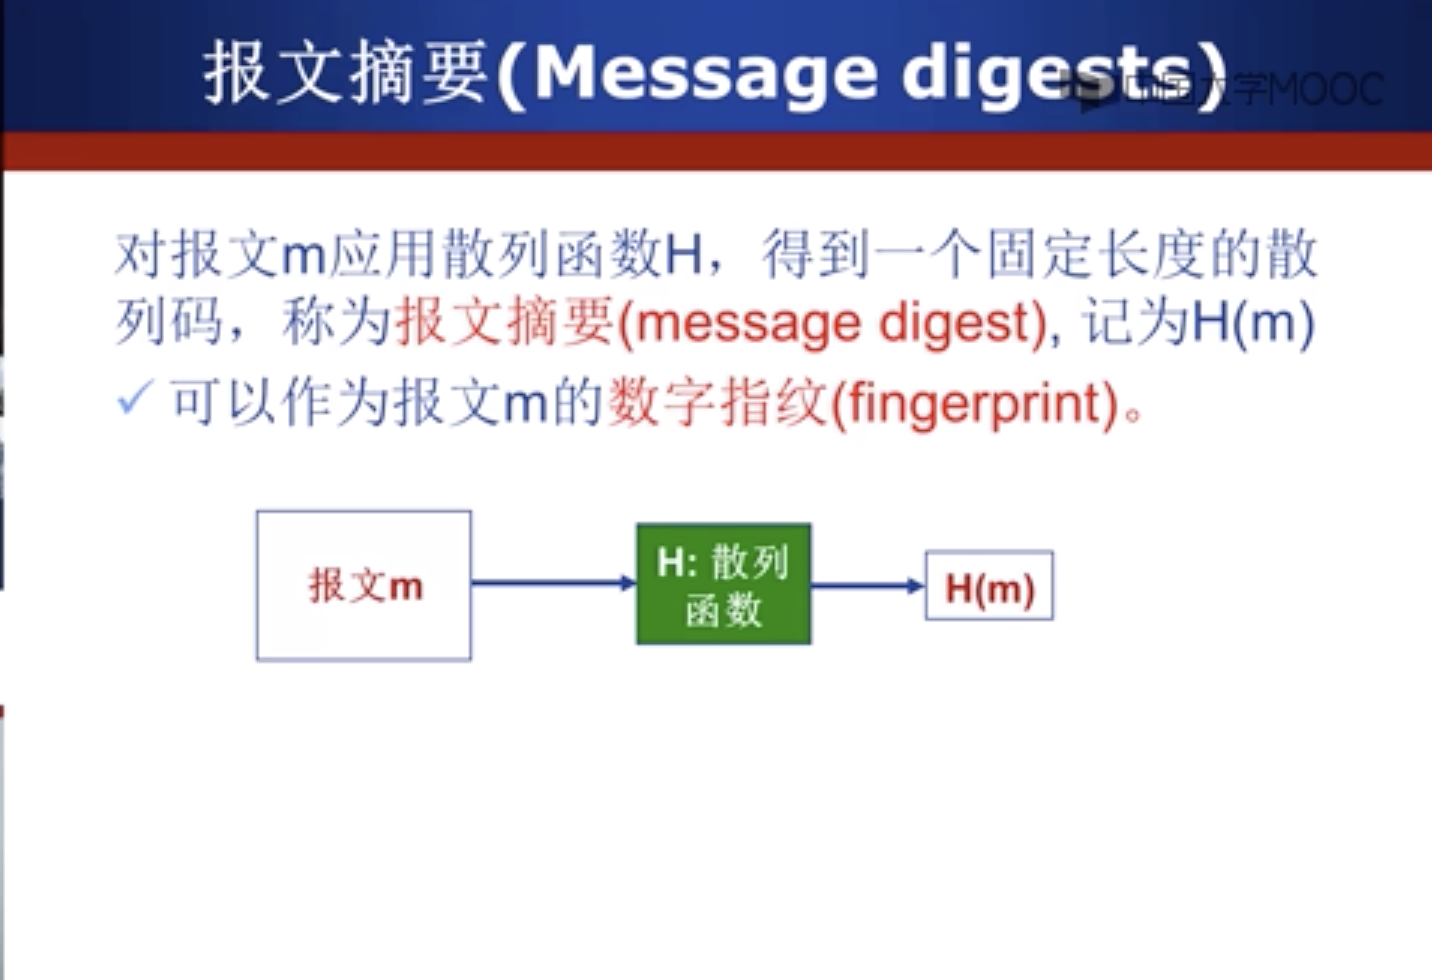 报文摘要(Message digests)
中国大学MOOC
对报文m应用散列函数H，得到一个固定长度的散
列码，称为报文摘要(message digest), 记为H(m)
✓ 可以作为报文m的数字指纹(fingerprint)。
报文m
H: 散列
函数
H(m)